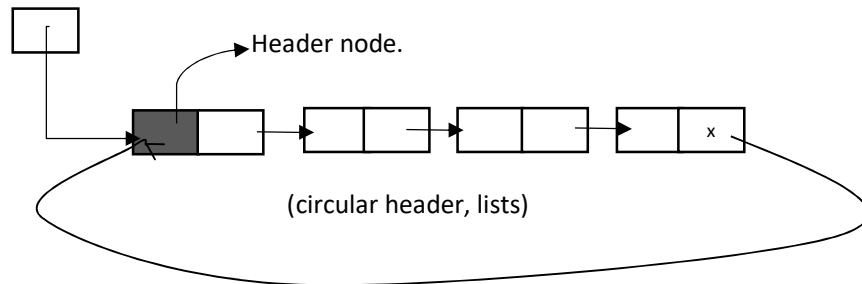 Header node.
x
(circular header, lists)